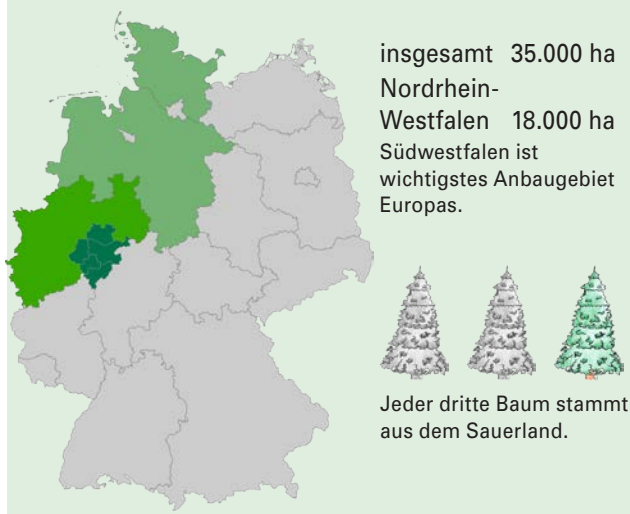 insgesamt 35.000 ha
Nordrhein-
Westfalen 18.000 ha
Südwestfalen ist
wichtigstes Anbaugebiet
Europas.
Jeder dritte Baum stammt
aus dem Sauerland.